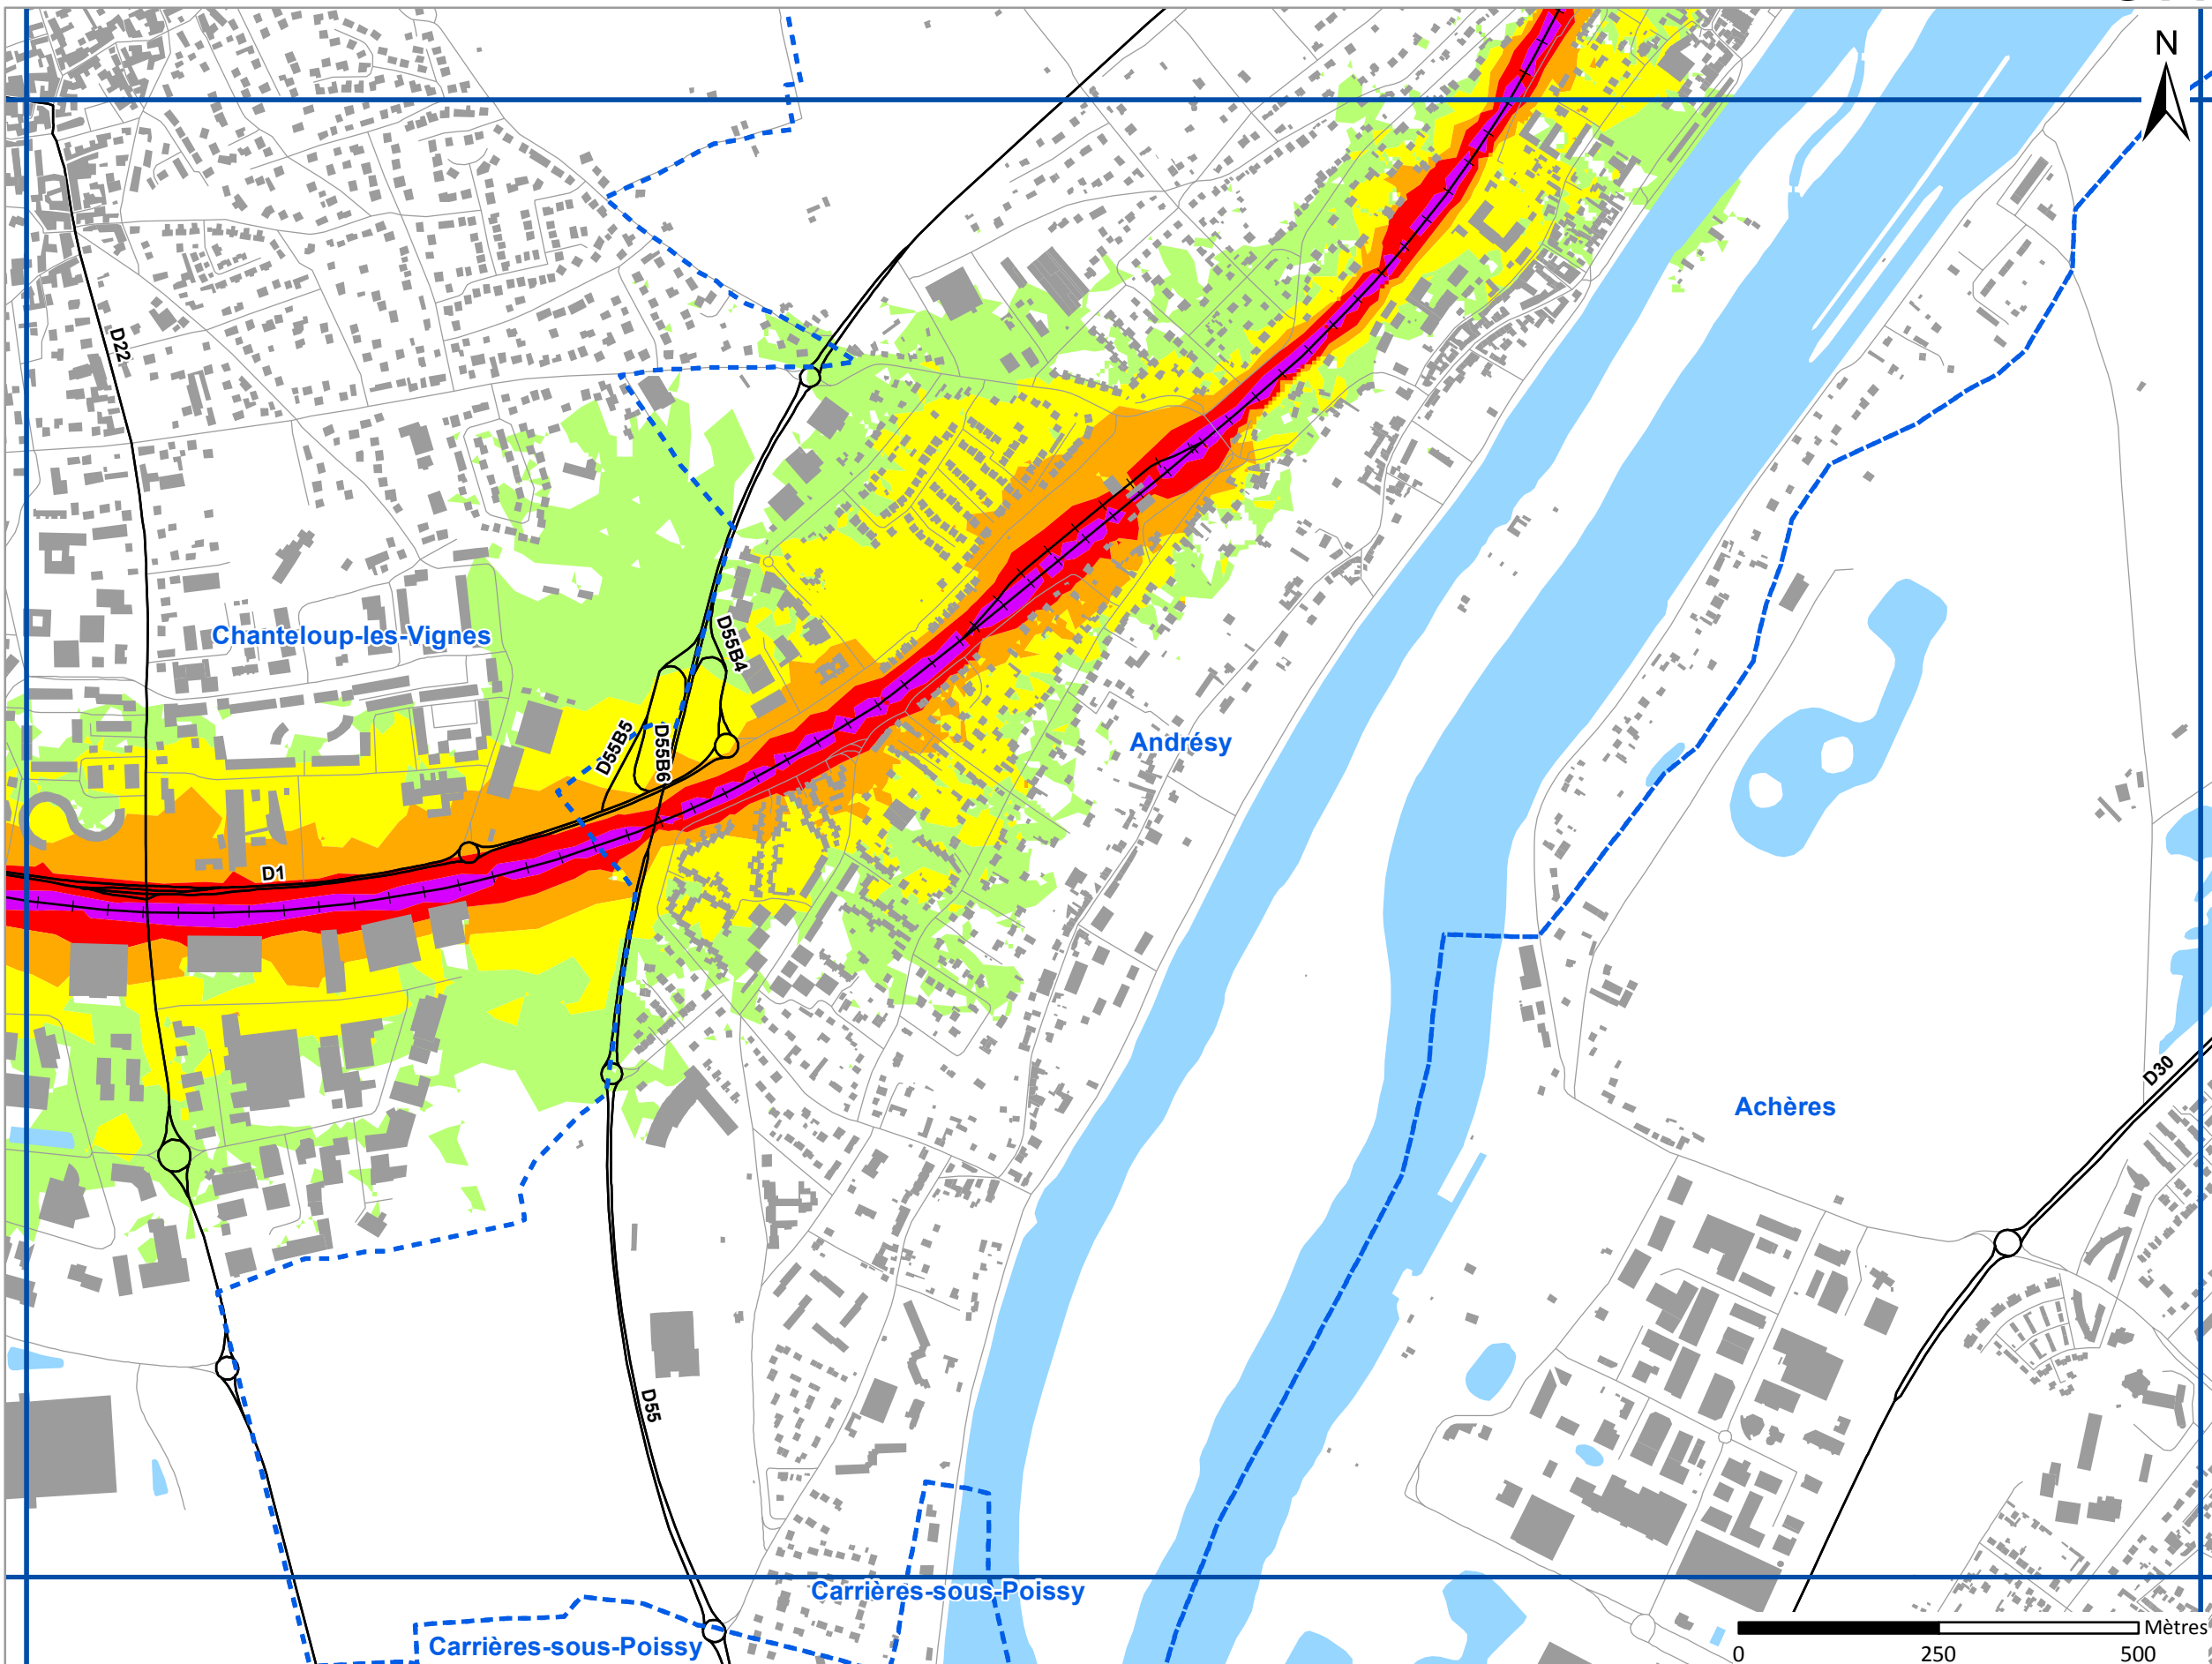 N
D22
Chanteloup-les-Vignes
D55B4
D55B5
D55B6
Andrésy
D1
D30
Achères
D55
Carrières-sous-Poissy
Carrières-sous-Poissy
Mètres
0 250 500